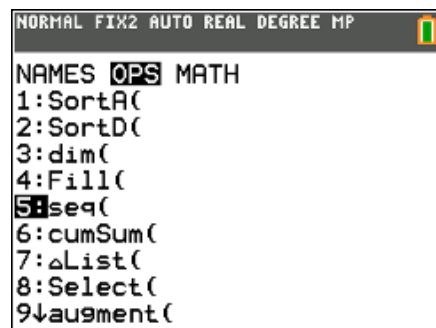 NORMAL FIX2 AUTO REAL DEGREE MP
NAMES OPS MATH
1:SortA(
2:SortD(
3:dim(
4:Fill(
5:seq(
6:cumSum(
7:△List(
8:Select(
9↓augment(